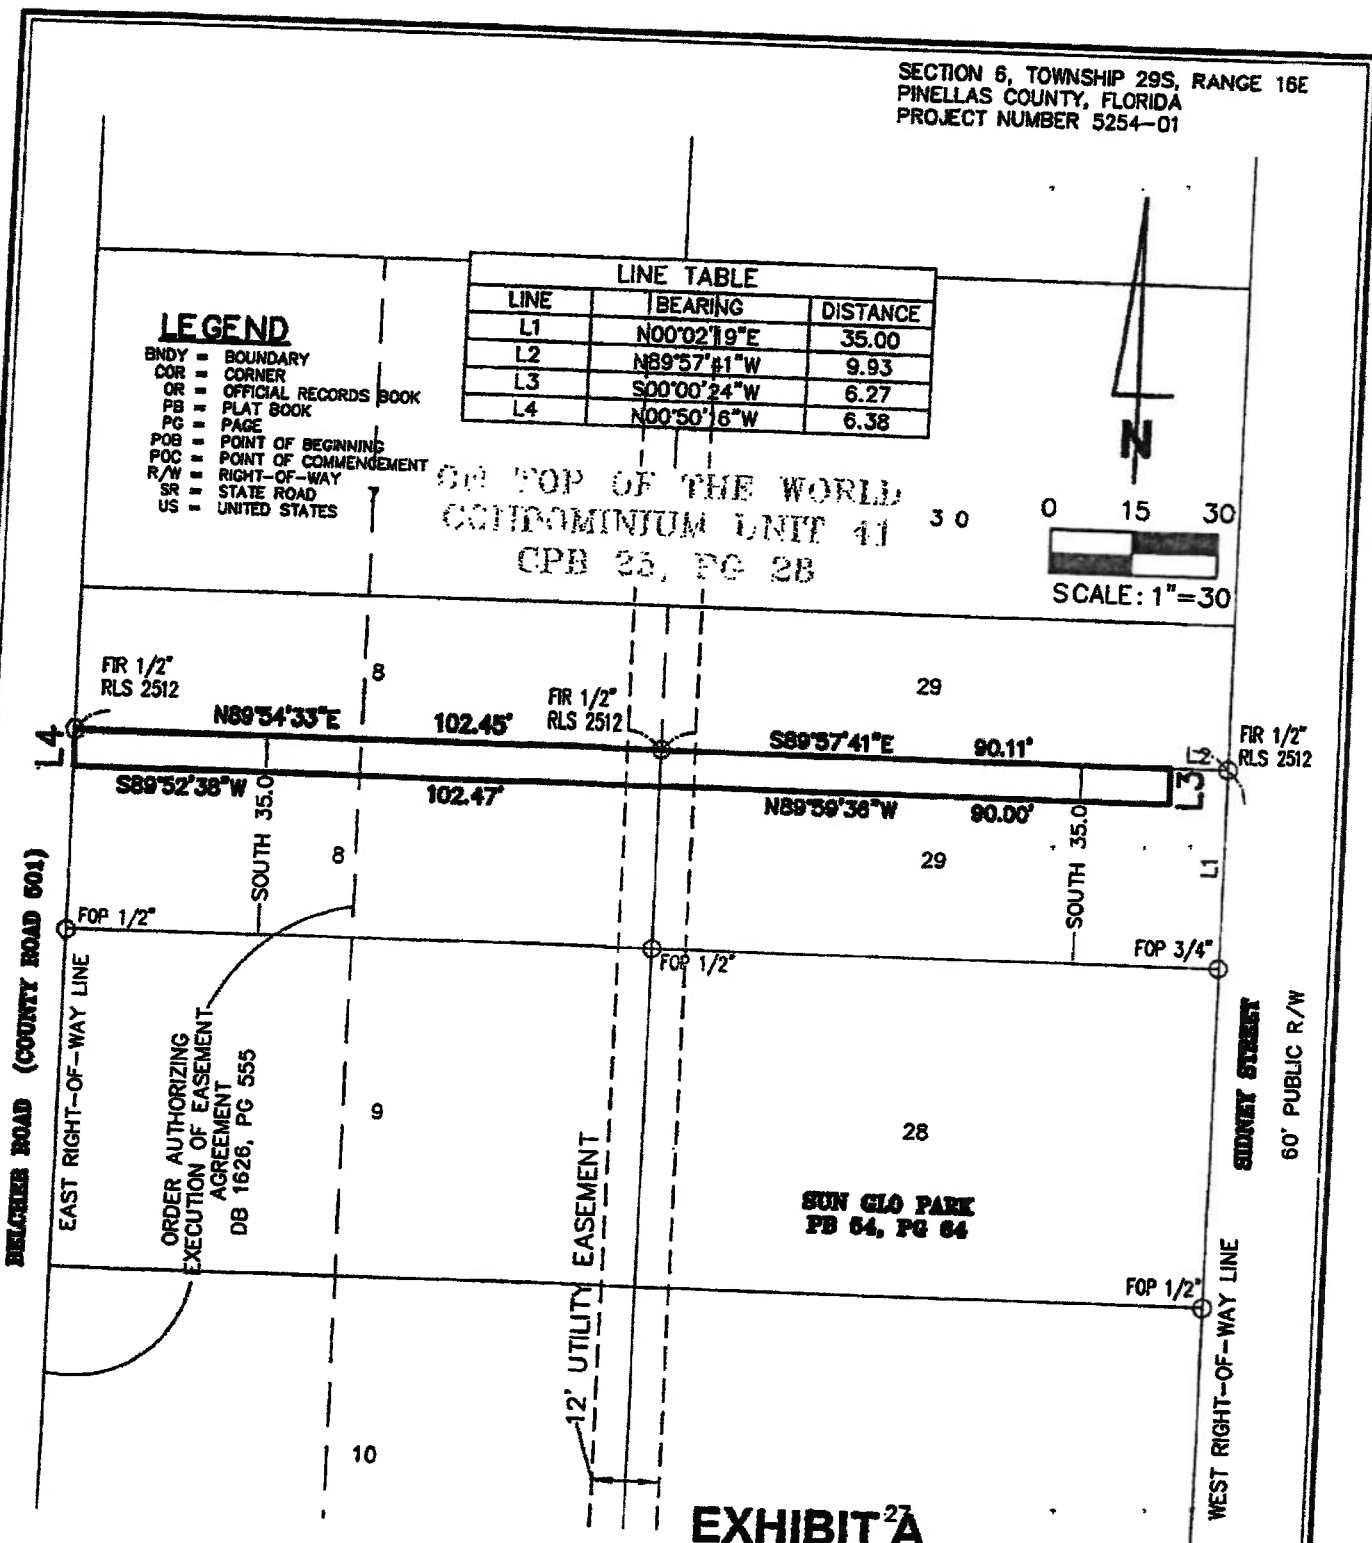 SECTION 6, TOWNSHIP 29S, RANGE 16E
PINELLAS COUNTY, FLORIDA
PROJECT NUMBER 5254-01
LINE TABLE
LINE BEARING DISTANCE
L1 N00°02'19"E 35.00
L2 N89°57'41"W 9.93
L3 S00°00'24"W 6.27
L4 N00°50'16"W 6.38
LEGEND
BNDY = BOUNDARY
COR = CORNER
OR = OFFICIAL RECORDS BOOK
PB = PLAT BOOK
PG = PAGE
POB = POINT OF BEGINNING
POC = POINT OF COMMENCEMENT
R/W = RIGHT-OF-WAY
SR = STATE ROAD
US = UNITED STATES
N
0 15 30
SCALE: 1"=30
TOP OF THE WORLD
CONDOMINIUM UNIT 41
CPB 25, PG 28
30
FIR 1/2"
RLS 2512
8
FIR 1/2"
RLS 2512
29
FIR 1/2"
RLS 2512
L4
N89°54'33"E 102.45'
S89°57'41"E 90.11'
L2
L3
S89°52'38"W 102.47'
N89°59'36"W 90.00'
SOUTH 35.0
8
29
SOUTH 35.0
L1
FOP 1/2"
FOP 1/2"
FOP 3/4"
BELCHER ROAD (COUNTY ROAD 501)
EAST RIGHT-OF-WAY LINE
ORDER AUTHORIZING
EXECUTION OF EASEMENT
AGREEMENT
DB 1626, PG 555
9
12' UTILITY EASEMENT
28
SUN GLO PARK
PB 54, PG 64
SIDNEY STREET
60' PUBLIC R/W
FOP 1/2"
WEST RIGHT-OF-WAY LINE
10
27
EXHIBIT A